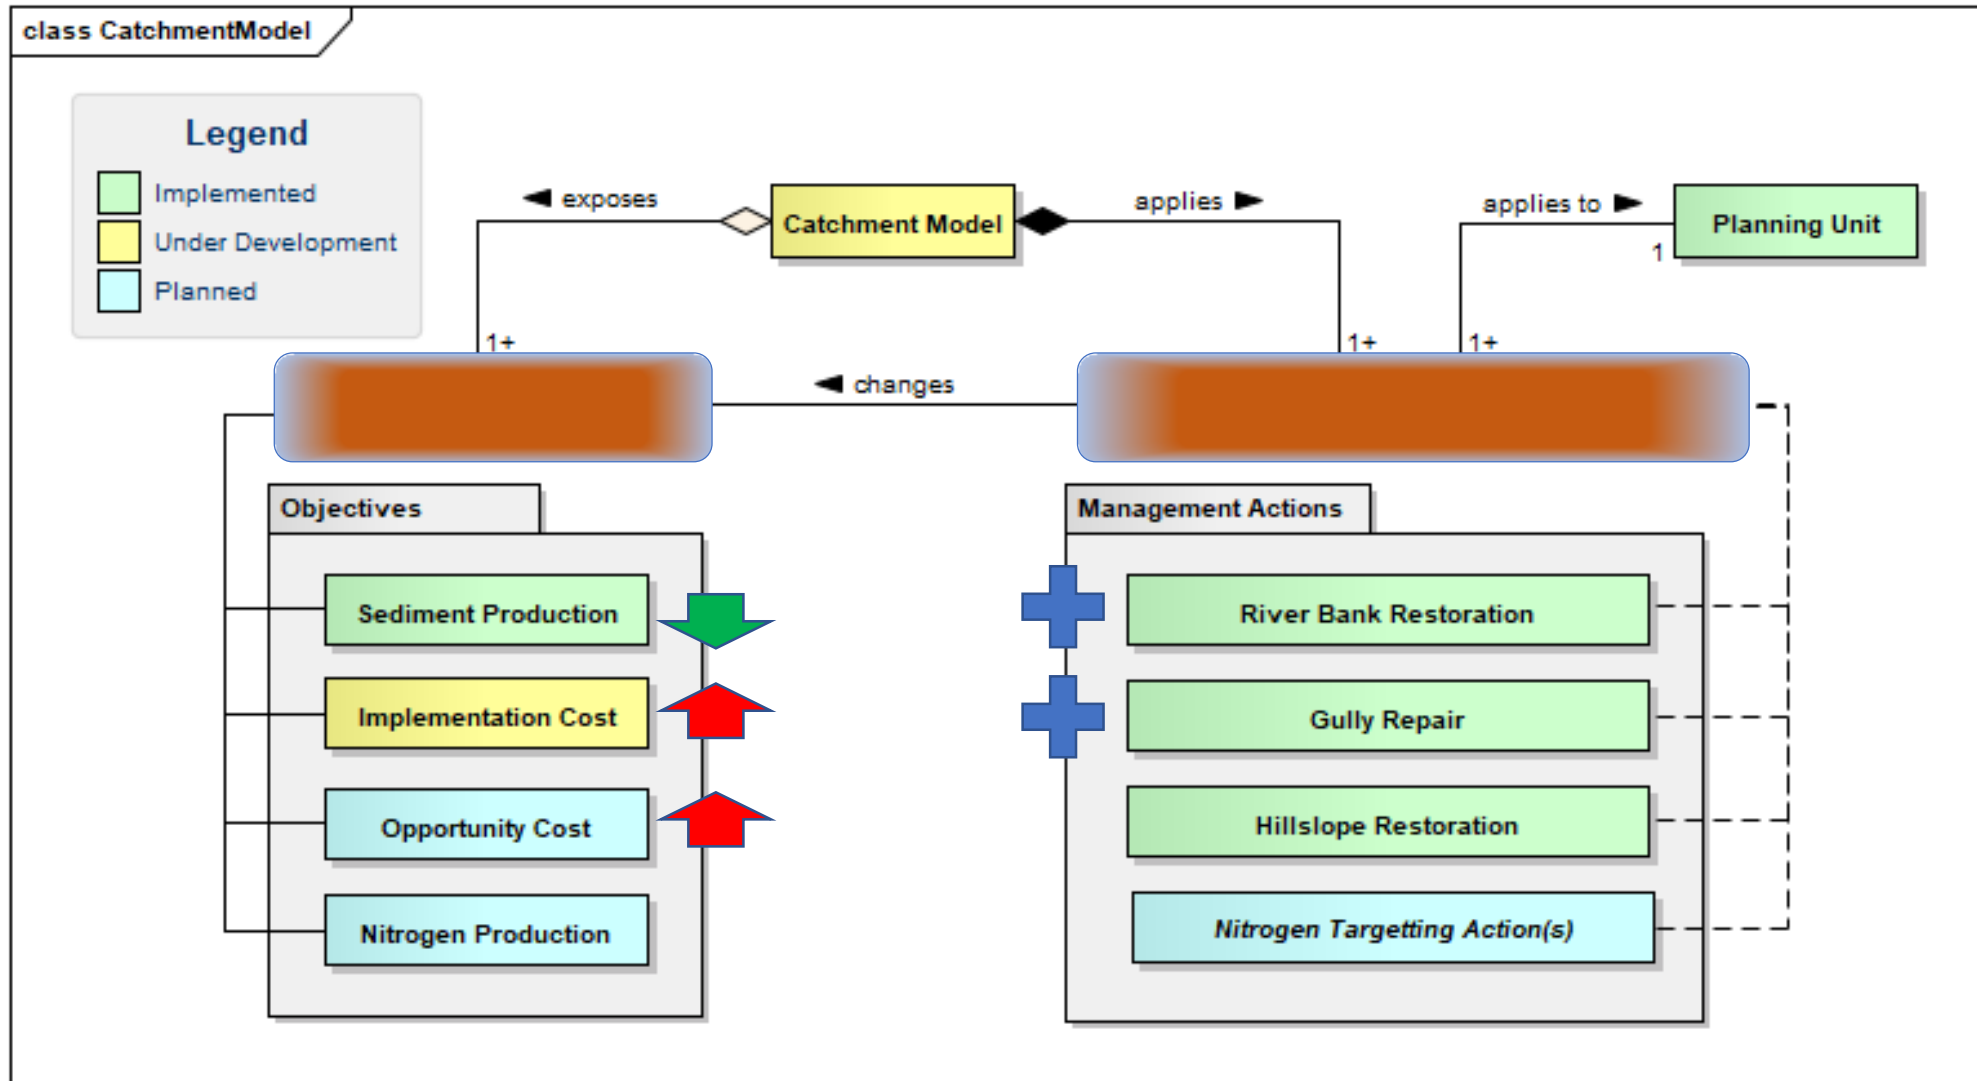 class CatchmentModel
Legend
Implemented
Under Development
Planned
exposes
Catchment Model
applies
applies to
Planning Unit
1
1+
1+
1+
changes
Objectives
Sediment Production
Implementation Cost
Opportunity Cost
Nitrogen Production
Management Actions
River Bank Restoration
Gully Repair
Hillslope Restoration
Nitrogen Targetting Action(s)